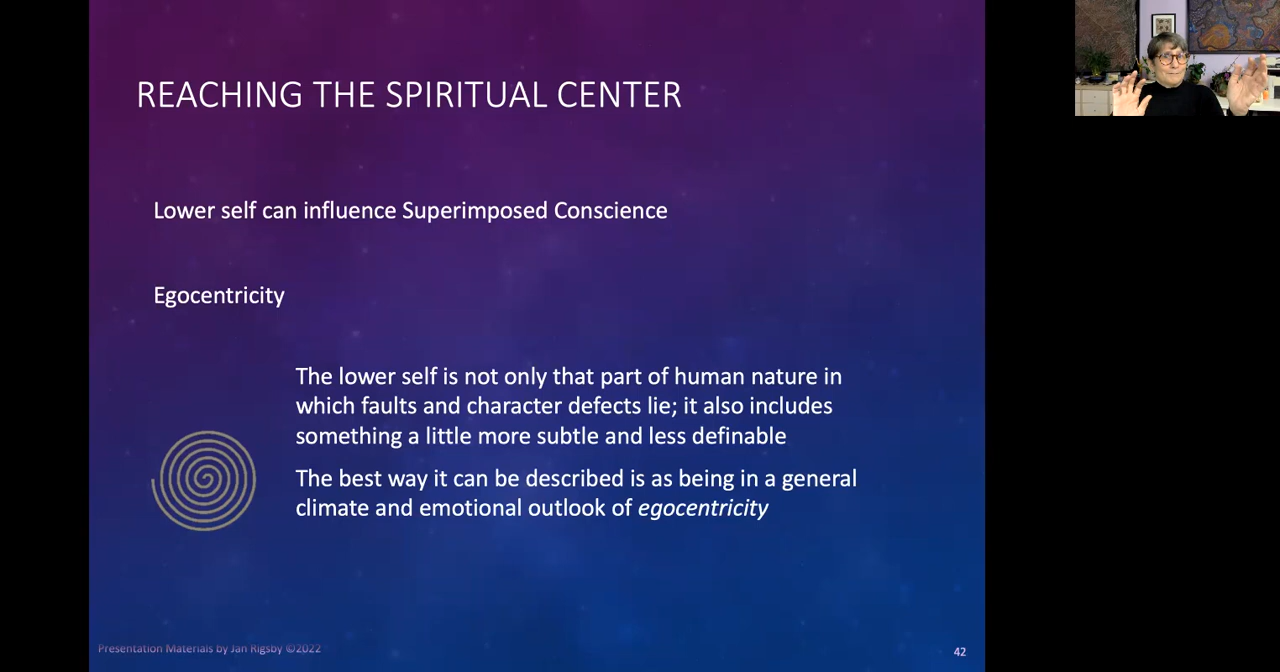 REACHING THE SPIRITUAL CENTER
Lower self can influence Superimposed Conscience
Egocentricity
The lower self is not only that part of human nature in
which faults and character defects lie; it also includes
something a little more subtle and less definable
The best way it can be described is as being in a general
climate and emotional outlook of egocentricity
Presentation Materials by Jan Rigsby ©2022
42